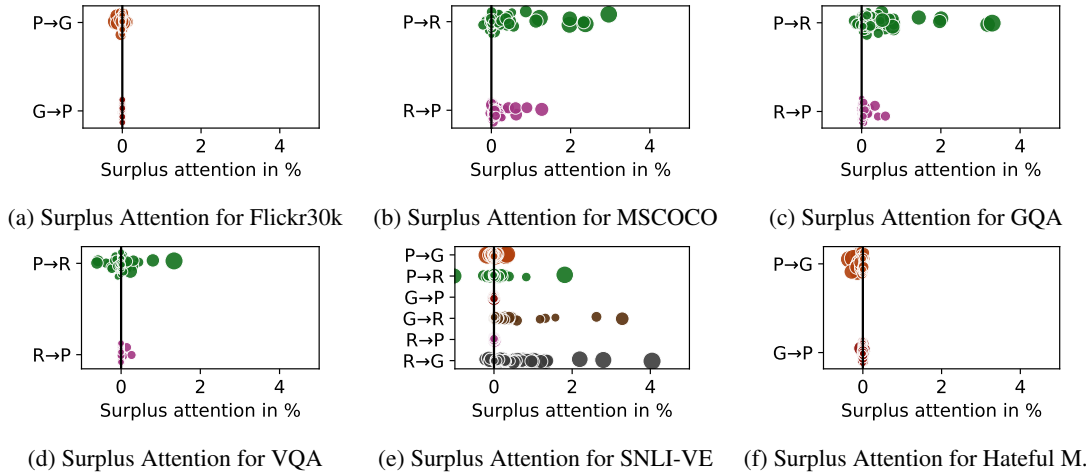 P→G
G→P
0 2 4
Surplus attention in %
(a) Surplus Attention for Flickr30k
P→R
R→P
0 2 4
Surplus attention in %
(b) Surplus Attention for MSCOCO
P→R
R→P
0 2 4
Surplus attention in %
(c) Surplus Attention for GQA
P→R
R→P
0 2 4
Surplus attention in %
(d) Surplus Attention for VQA
P→G
P→R
G→P
G→R
R→P
R→G
0 2 4
Surplus attention in %
(e) Surplus Attention for SNLI-VE
P→G
G→P
0 2 4
Surplus attention in %
(f) Surplus Attention for Hateful M.